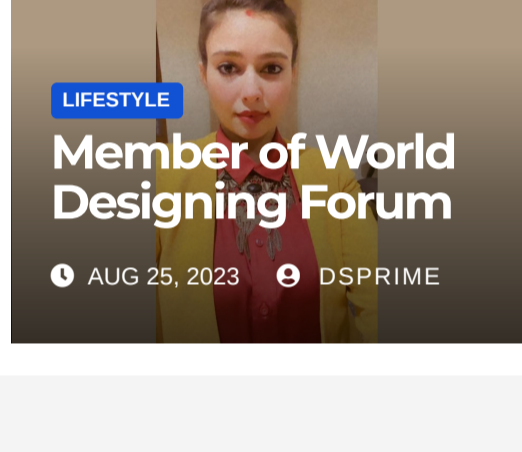 LIFESTYLE
Member of World
Designing Forum
AUG 25, 2023 DSPRIME